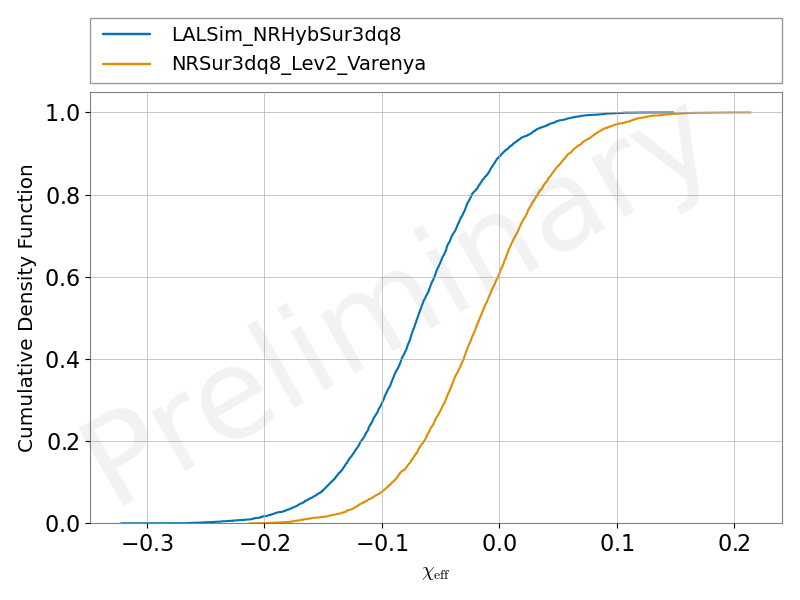 LALSim_NRHybSur3dq8
NRSur3dq8_Lev2_Varenya
Preliminary
Cumulative Density Function
1.0
0.8
0.6
0.4
0.2
0.0
−0.3 −0.2 −0.1 0.0 0.1 0.2
χeff